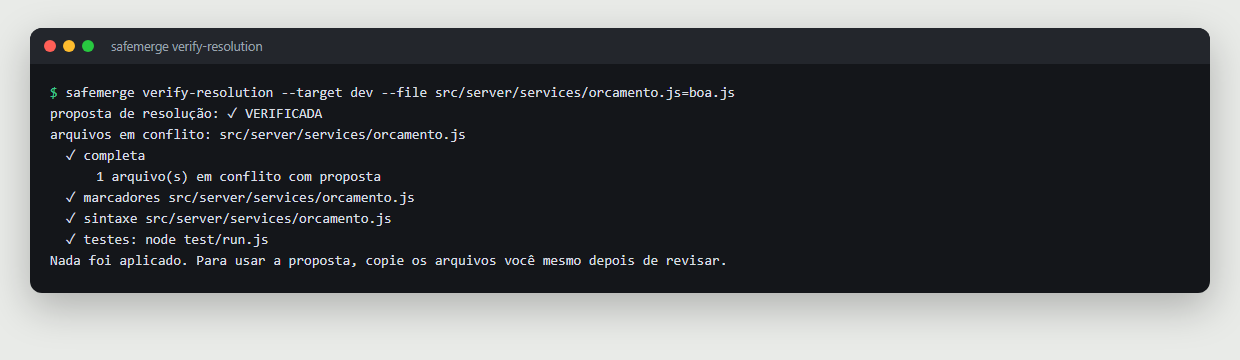 safemerge verify-resolution
$ safemerge verify-resolution --target dev --file src/server/services/orcamento.js=boa.js
proposta de resolução: ✓ VERIFICADA
arquivos em conflito: src/server/services/orcamento.js
✓ completa
1 arquivo(s) em conflito com proposta
✓ marcadores src/server/services/orcamento.js
✓ sintaxe src/server/services/orcamento.js
✓ testes: node test/run.js
Nada foi aplicado. Para usar a proposta, copie os arquivos você mesmo depois de revisar.